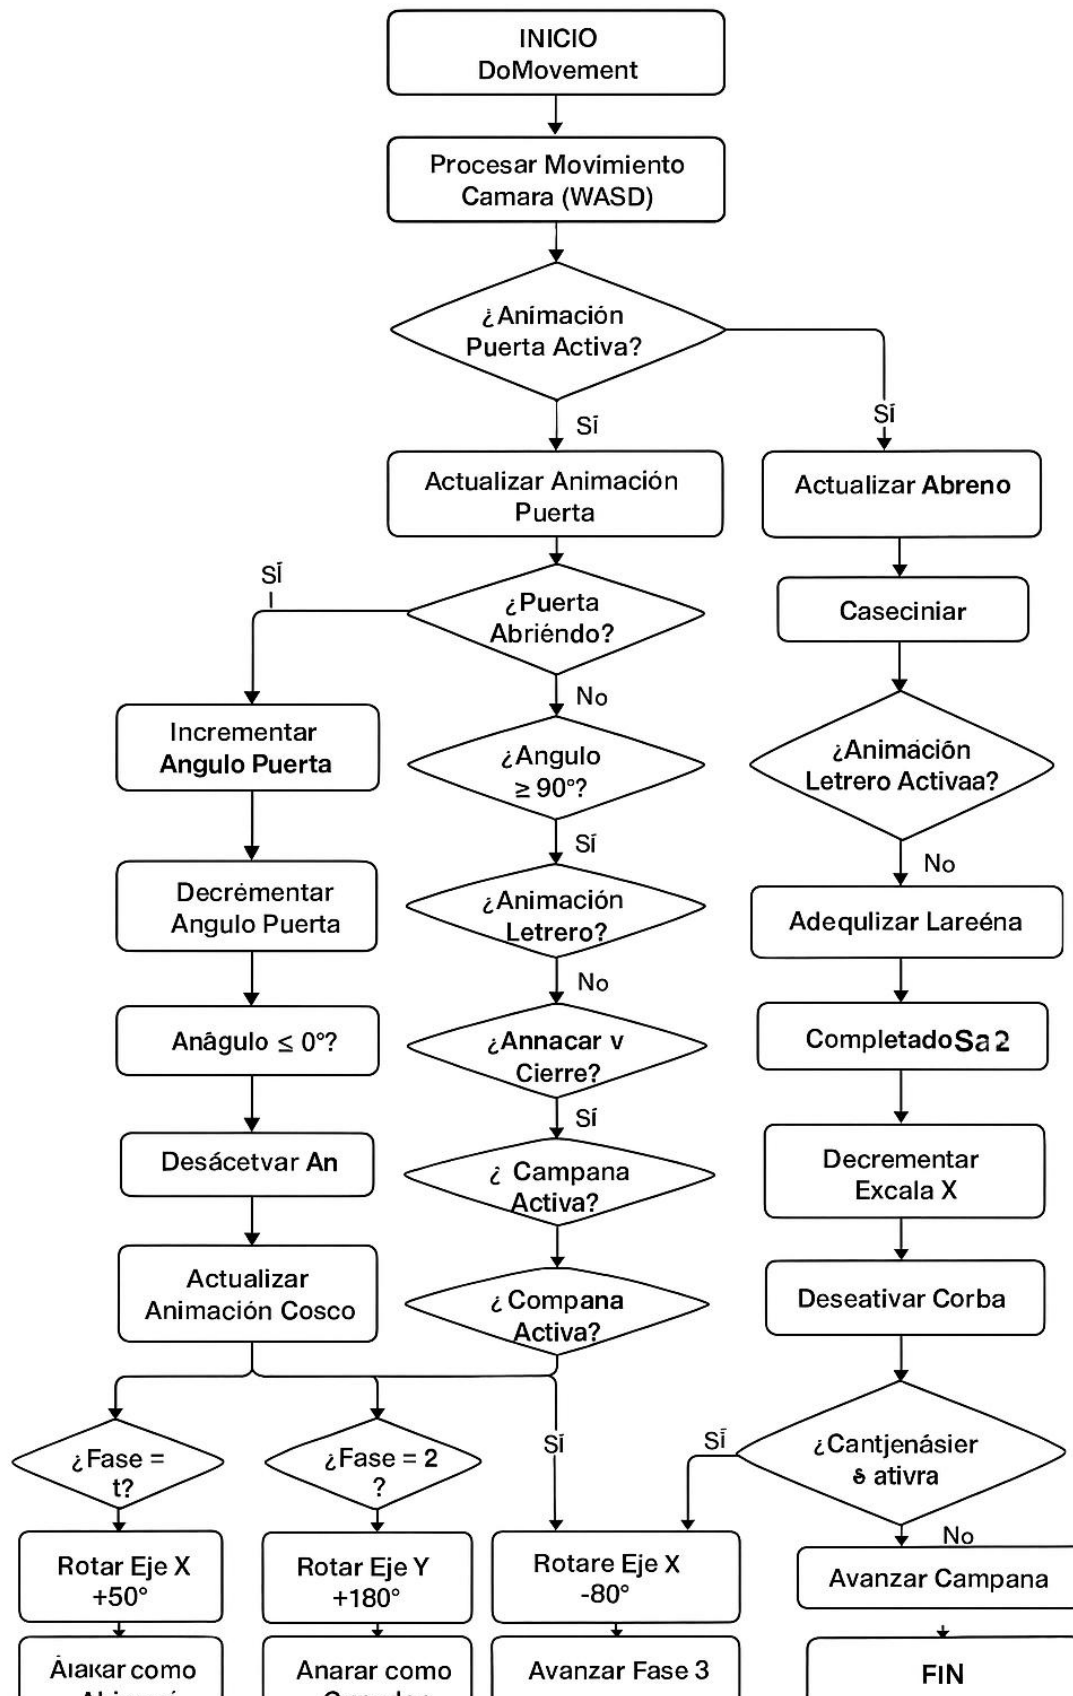 INICIO
DoMovement
Procesar Movimiento
Camara (WASD)
¿Animación
Puerta Activa?
Sí
Sí
Actualizar Animación
Puerta
Actualizar Abreno
Sí
¿Puerta
Abriéndo?
Caseciniar
No
Incrementar
Angulo Puerta
¿Angulo
≥ 90°?
¿Animáción
Letrero Activaa?
Sí
No
Decrémentar
Angulo Puerta
¿Animación
Letrero?
Adequlizar Lareéna
No
Anâgulo ≤ 0°?
¿Annacar v
Cierre?
Completado Sa 2
Sí
Desácetvar An
¿ Campana
Activa?
Decrementar
Excala X
Actualizar
Animación Cosco
¿ Compana
Activa?
Deseativar Corba
¿Fase =
t?
¿Fase = 2
?
Sí
Sí
¿Cantjenásier
ativra
No
Rotar Eje X
+50°
Rotar Eje Y
+180°
Rotare Eje X
-80°
Avanzar Campana
como
Anarar como
Avanzar Fase 3
FIN